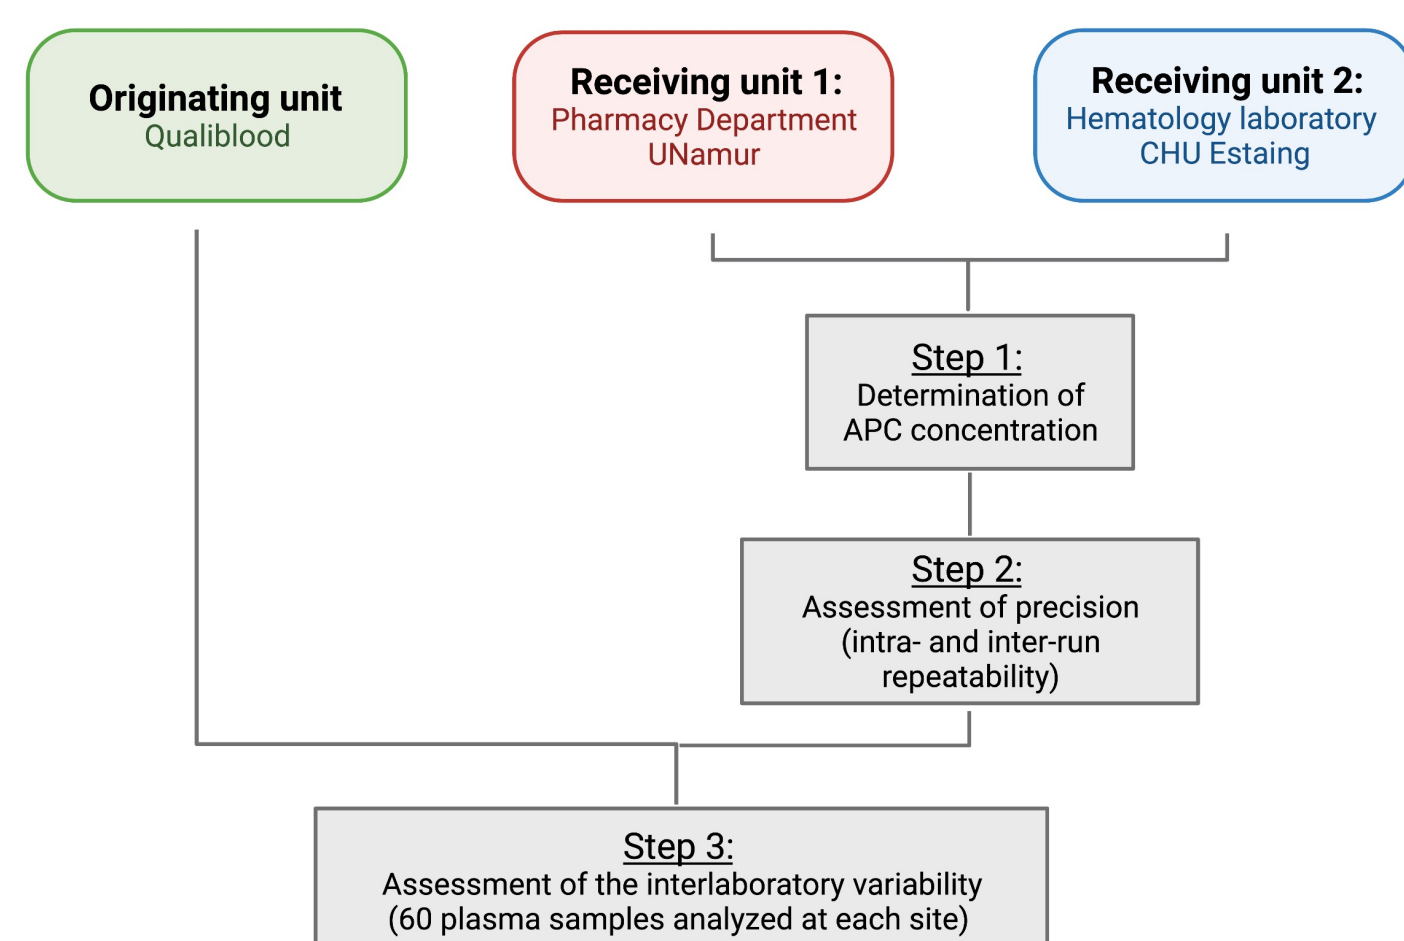 Originating unit
Qualiblood
Receiving unit 1:
Pharmacy Department
UNamur
Receiving unit 2:
Hematology laboratory
CHU Estaing
Step 1:
Determination of
APC concentration
Step 2:
Assessment of precision
(intra- and inter-run
repeatability)
Step 3:
Assessment of the interlaboratory variability
(60 plasma samples analyzed at each site)